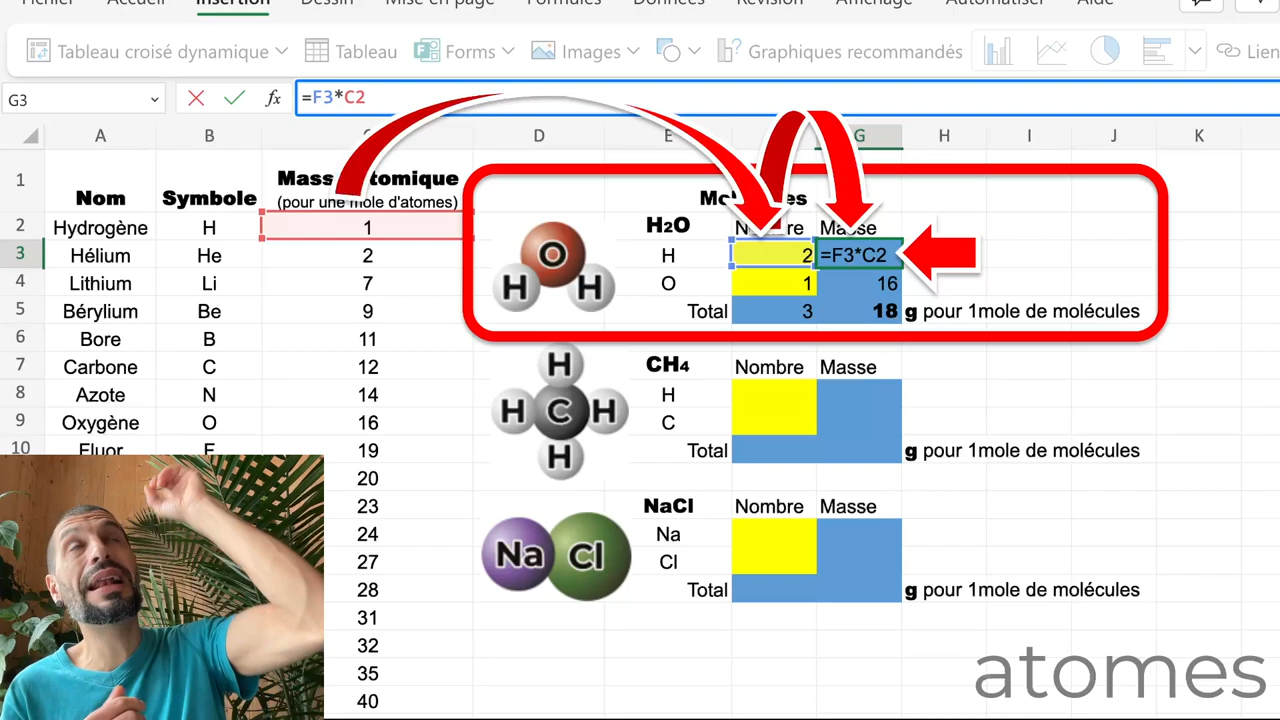 Fichier Accueil Insertion Dessin Mise en page Formules Données Révision Affichage Automatiser Aide
Tableau croisé dynamique Tableau Forms Images Graphiques recommandés Lien
G3 fx =F3*C2
A B C D E G H I J K
1 Nom Symbole
(pour une mole d'atomes)
2 Hydrogène H 1 H2O Masse
3 Hélium He 2 H 2 =F3*C2
4 Lithium Li 7 O 1 16
5 Bérylium Be 9 Total 3 18 g pour 1mole de molécules
6 Bore B 11
7 Carbone C 12 CH4 Nombre Masse
8 Azote N 14 H
9 Oxygène O 16 C
10 Fluor F 19 Total g pour 1mole de molécules
20
23 NaCl Nombre Masse
24 Na
27 Cl
28 Total g pour 1mole de molécules
31
32
35
40
O
H H
H
H C H
H
Na Cl
atomes